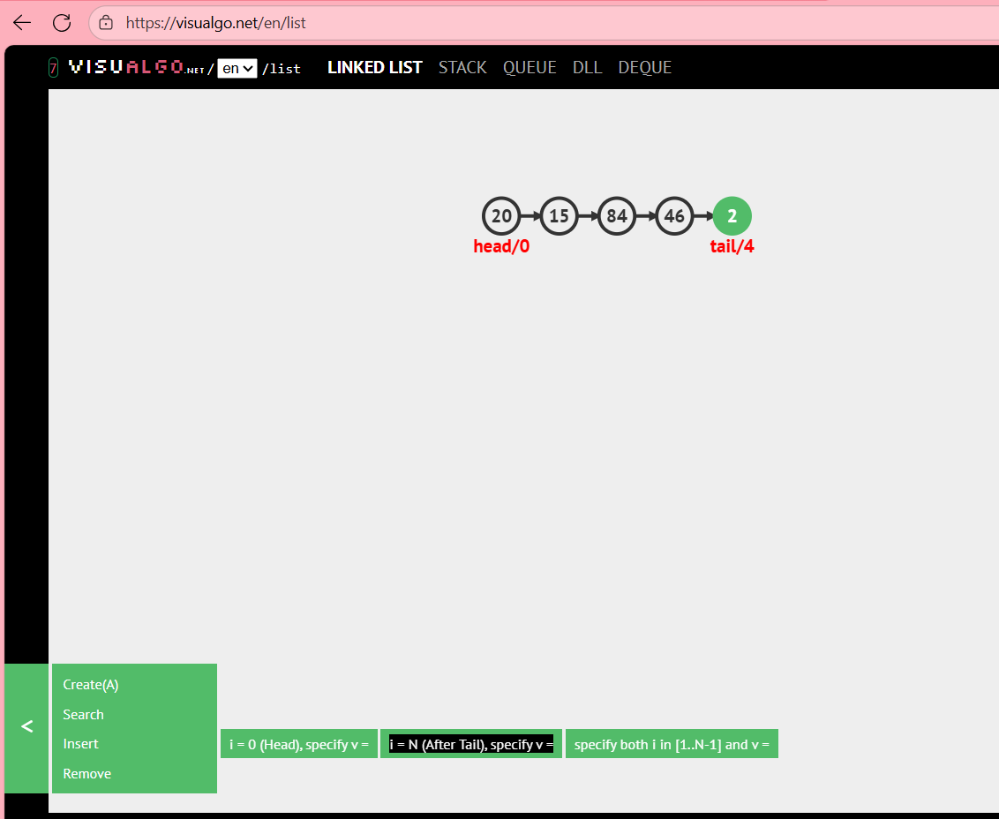 https://visualgo.net/en/list
7 VISUALGO.NET / en /list LINKED LIST STACK QUEUE DLL DEQUE
20 15 84 46 2
head/0 tail/4
Create(A)
Search
Insert
Remove
<
i = 0 (Head), specify v = i = N (After Tail), specify v = specify both i in [1..N-1] and v =